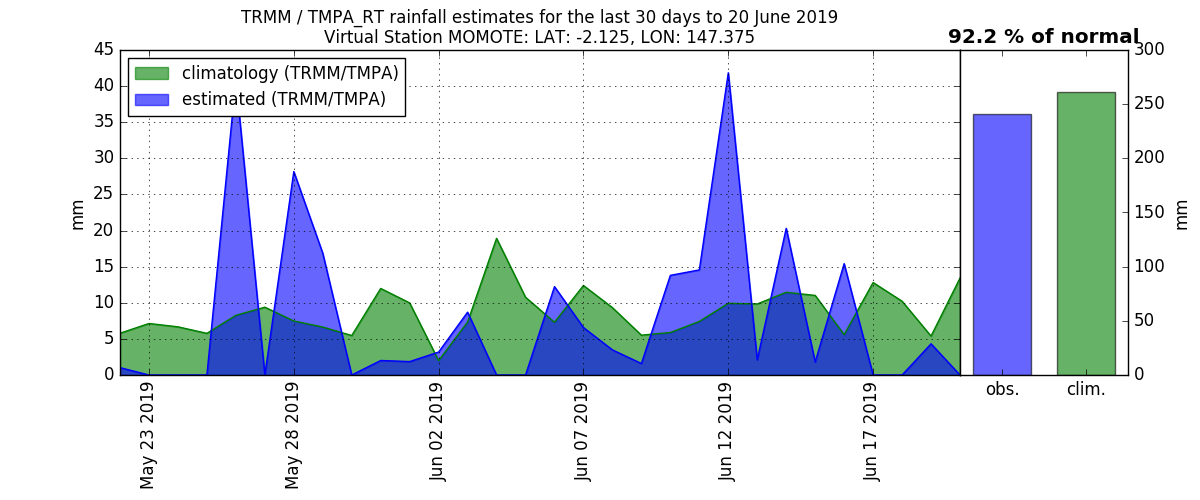 TRMM / TMPA_RT rainfall estimates for the last 30 days to 20 June 2019
Virtual Station MOMOTE: LAT: -2.125, LON: 147.375
92.2 % of normal
climatology (TRMM/TMPA)
estimated (TRMM/TMPA)
45
40
35
30
25
20
15
10
5
0
mm
May 23 2019
May 28 2019
Jun 02 2019
Jun 07 2019
Jun 12 2019
Jun 17 2019
300
250
200
150
100
50
0
mm
obs.
clim.